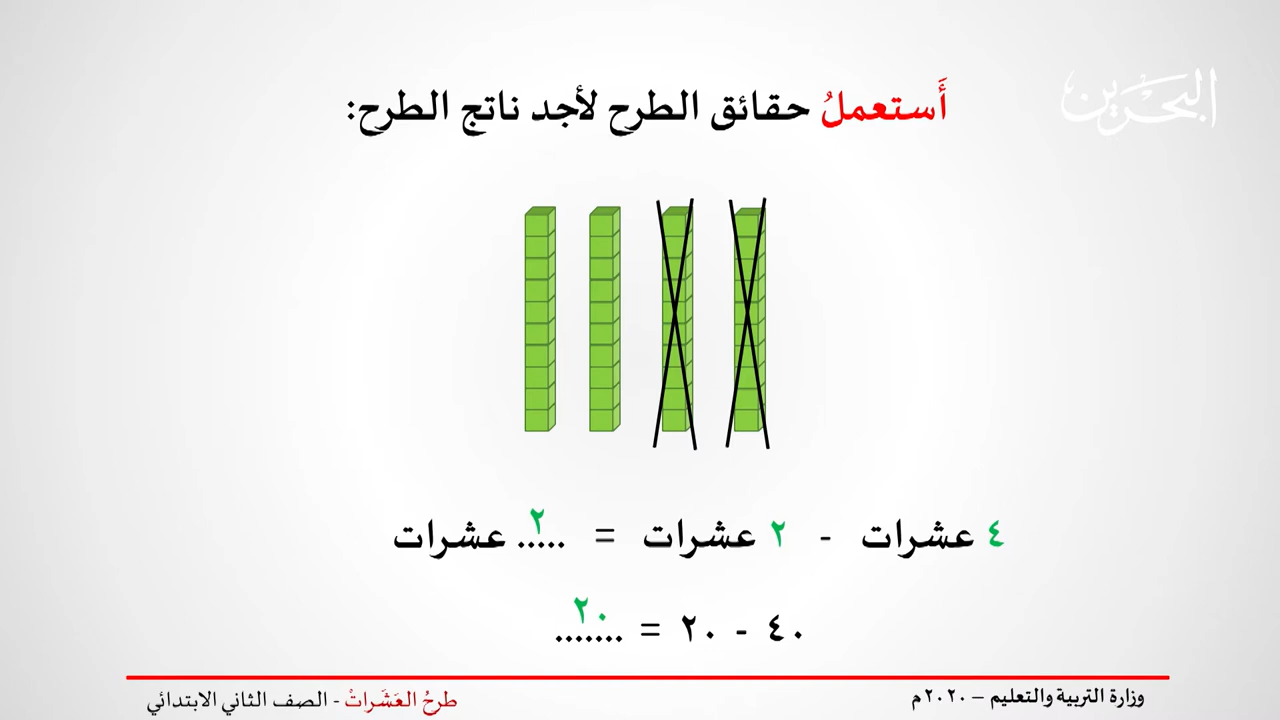 البحرين
أَستعملُ حقائق الطرح لأجد ناتج الطرح:
٤ عشرات - ٢ عشرات = ..٢... عشرات
٤٠ - ٢٠ = ...٢٠....
وزارة التربية والتعليم – ٢٠٢٠م
طرحُ العَشَراتْ - الصف الثاني الابتدائي